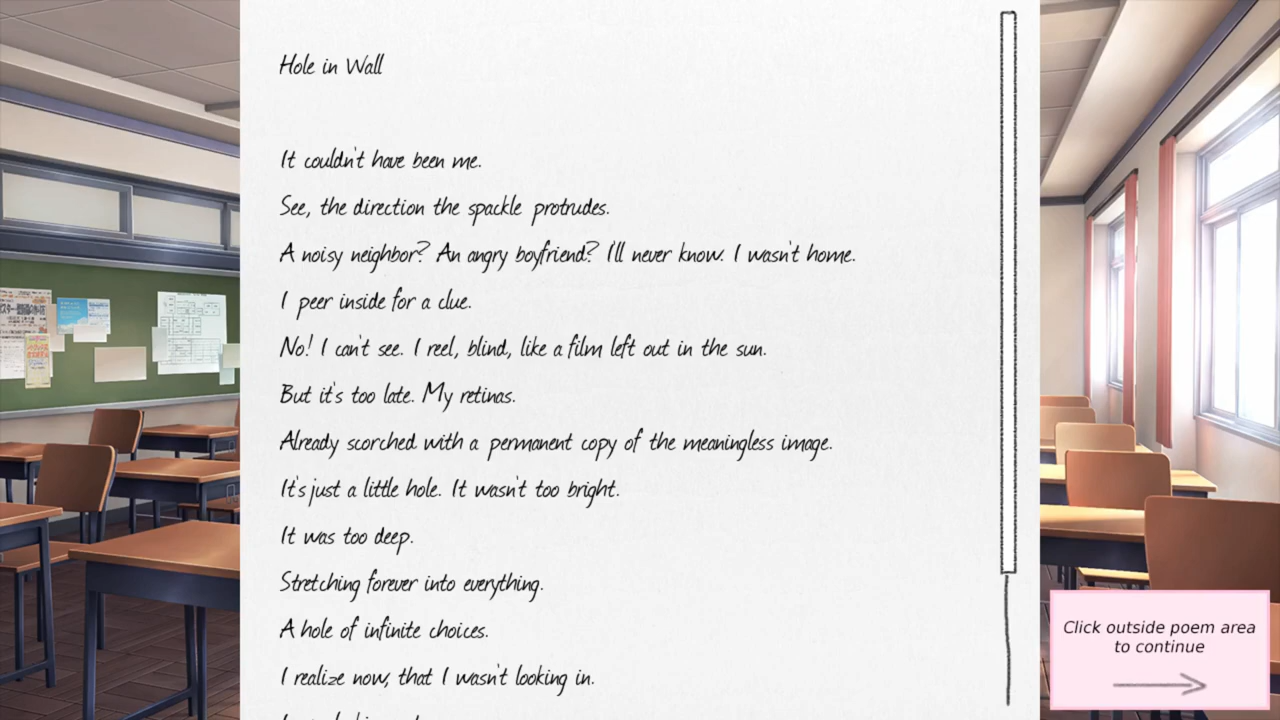 Hole in Wall
It couldn't have been me.
See, the direction the spackle protrudes.
A noisy neighbor? An angry boyfriend? I'll never know. I wasn't home.
I peer inside for a clue.
No! I can't see. I reel, blind, like a film left out in the sun.
But it's too late. My retinas.
Already scorched with a permanent copy of the meaningless image.
It's just a little hole. It wasn't too bright.
It was too deep.
Stretching forever into everything.
A hole of infinite choices.
I realize now, that I wasn't looking in.
Click outside poem area
to continue